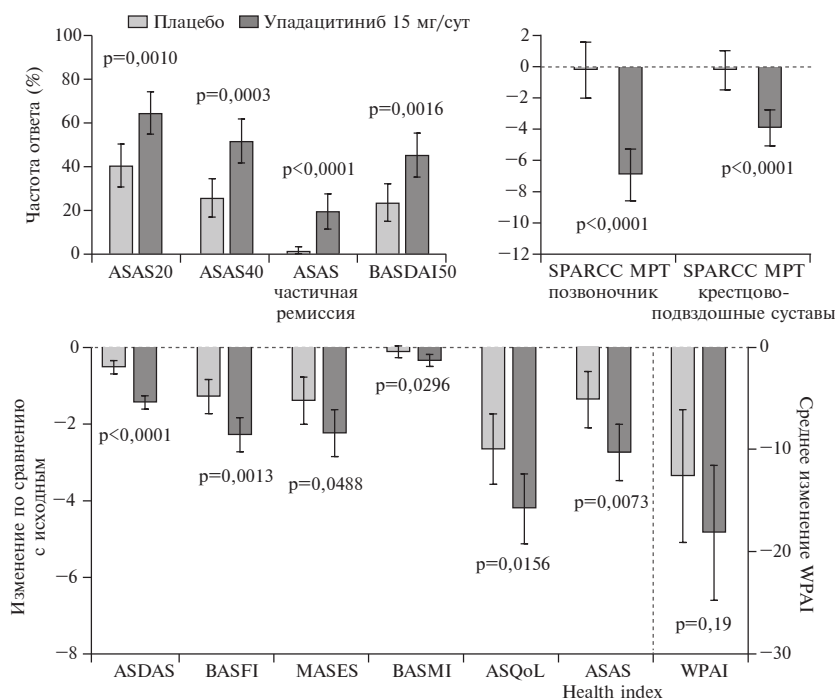 Плацебо Упадацитиниб 15 мг/сут
Частота ответа (%)
100
80
60
40
20
0
p=0,0010
p=0,0003
p<0,0001
p=0,0016
ASAS20 ASAS40 ASAS BASDAI50
частичная
ремиссия
2
0
−2
−4
−6
−8
−10
−12
p<0,0001
p<0,0001
SPARCC МРТ SPARCC МРТ
позвоночник крестцово-
подвздошные суставы
Изменение по сравнению
с исходным
0
−2
−4
−6
−8
p<0,0001
p=0,0013
p=0,0488
p=0,0296
p=0,0156
p=0,0073
p=0,19
0
−10
−20
−30
Среднее изменение WPAI
ASDAS BASFI MASES BASMI ASQoL ASAS WPAI
Health index